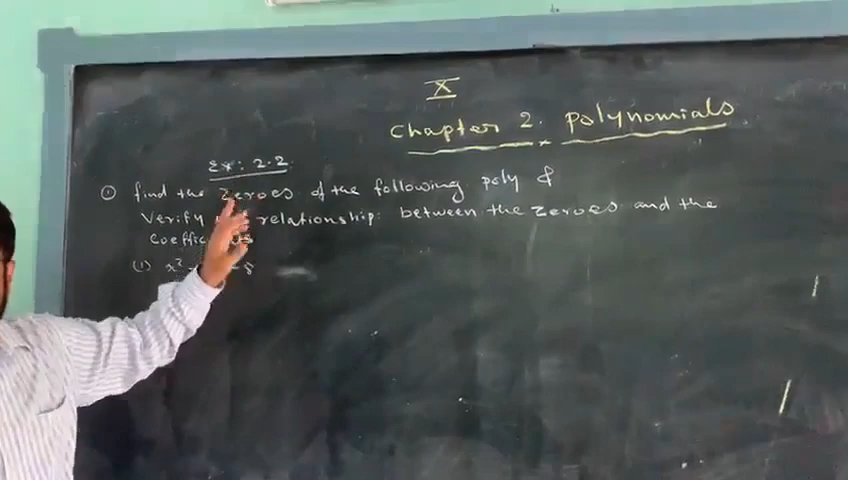 X
Chapter 2. Polynomials
Ex: 2.2
① find the zeroes of the following poly &
Verify relationship between the zeroes and the
(1) x²